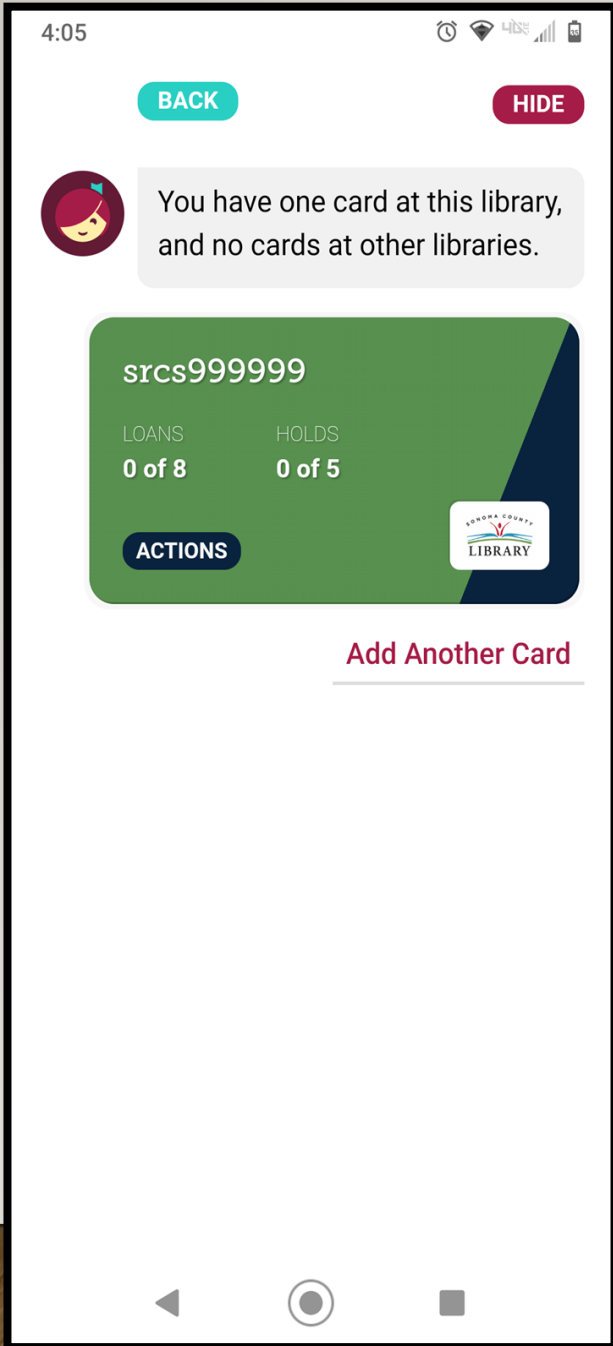 4:05
BACK
HIDE
You have one card at this library,
and no cards at other libraries.
srcs999999
LOANS
HOLDS
0 of 8
0 of 5
SONOMA COUNTY
LIBRARY
ACTIONS
Add Another Card